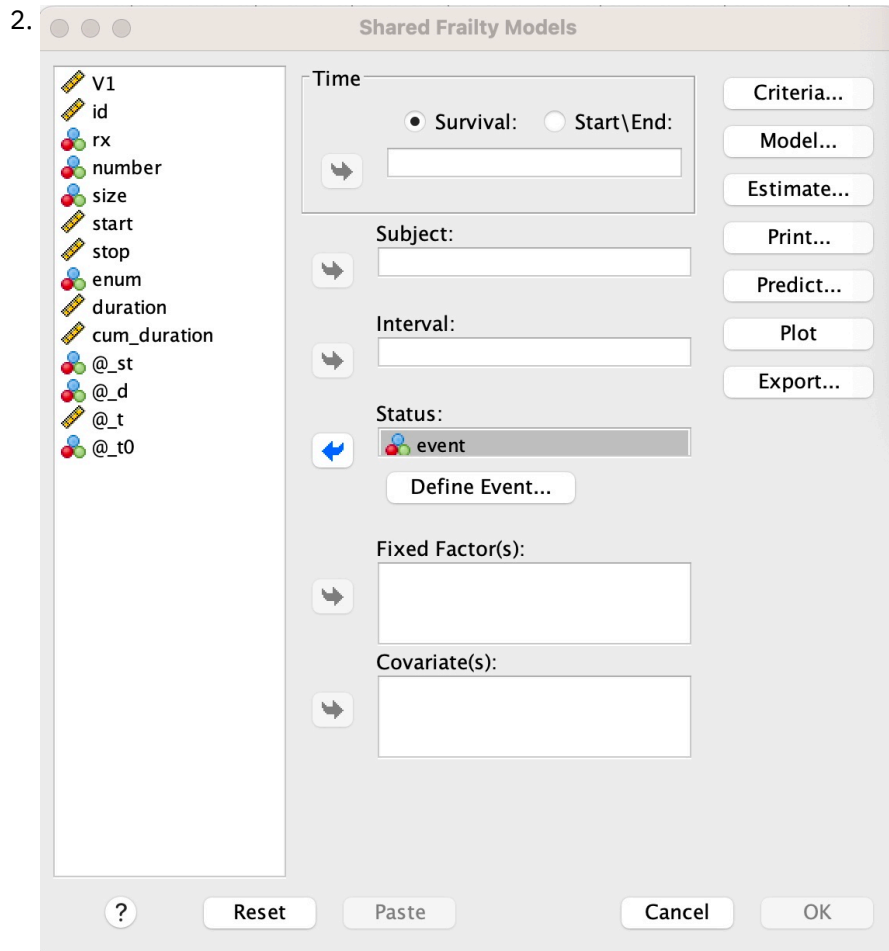 2.
Shared Frailty Models
V1
id
rx
number
size
start
stop
enum
duration
cum_duration
@_st
@_d
@_t
@_t0
Time
Survival: Start\End:
Subject:
Interval:
Status:
event
Define Event...
Fixed Factor(s):
Covariate(s):
Criteria...
Model...
Estimate...
Print...
Predict...
Plot
Export...
? Reset Paste Cancel OK